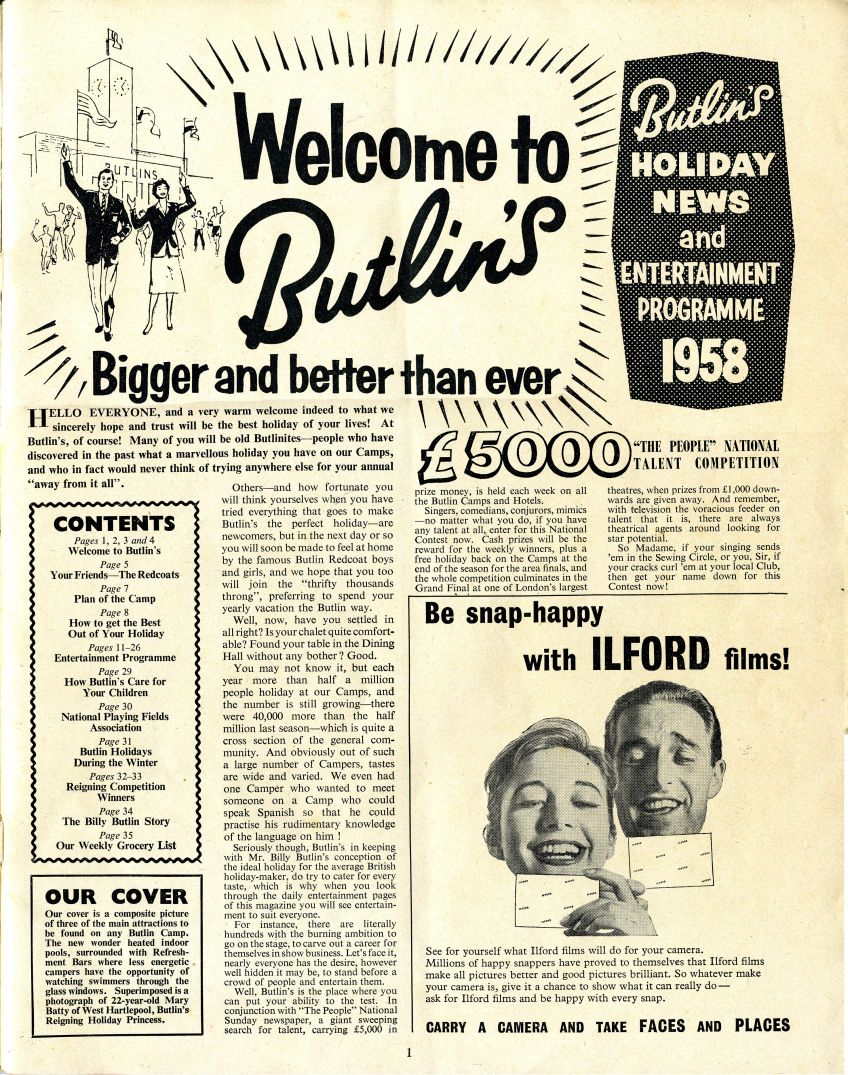 BUTLINS
Welcome to
Butlin's
Bigger and better than ever
Butlin's
HOLIDAY
NEWS
and
ENTERTAINMENT
PROGRAMME
1958
HELLO EVERYONE, and a very warm welcome indeed to what we
sincerely hope and trust will be the best holiday of your lives! At
Butlin's, of course! Many of you will be old Butlinites—people who have
discovered in the past what a marvellous holiday you have on our Camps,
and who in fact would never think of trying anywhere else for your annual
"away from it all".
CONTENTS
Pages 1, 2, 3 and 4
Welcome to Butlin's
Page 5
Your Friends—The Redcoats
Page 7
Plan of the Camp
Page 8
How to get the Best
Out of Your Holiday
Pages 11-26
Entertainment Programme
Page 29
How Butlin's Care for
Your Children
Page 30
National Playing Fields
Association
Page 31
Butlin Holidays
During the Winter
Pages 32-33
Reigning Competition
Winners
Page 34
The Billy Butlin Story
Page 35
Our Weekly Grocery List
OUR COVER
Our cover is a composite picture
of three of the main attractions to
be found on any Butlin Camp.
The new wonder heated indoor
pools, surrounded with Refresh-
ment Bars where less energetic
campers have the opportunity of
watching swimmers through the
glass windows. Superimposed is a
photograph of 22-year-old Mary
Batty of West Hartlepool, Butlin's
Reigning Holiday Princess.
Others—and how fortunate you
will think yourselves when you have
tried everything that goes to make
Butlin's the perfect holiday—are
newcomers, but in the next day or so
you will soon be made to feel at home
by the famous Butlin Redcoat boys
and girls, and we hope that you too
will join the "thrifty thousands
throng", preferring to spend your
yearly vacation the Butlin way.
Well, now, have you settled in
all right? Is your chalet quite comfort-
able? Found your table in the Dining
Hall without any bother? Good.
You may not know it, but each
year more than half a million
people holiday at our Camps, and
the number is still growing—there
were 40,000 more than the half
million last season—which is quite a
cross section of the general com-
munity. And obviously out of such
a large number of Campers, tastes
are wide and varied. We even had
one Camper who wanted to meet
someone on a Camp who could
speak Spanish so that he could
practise his rudimentary knowledge
of the language on him !
Seriously though, Butlin's in keeping
with Mr. Billy Butlin's conception of
the ideal holiday for the average British
holiday-maker, do try to cater for every
taste, which is why when you look
through the daily entertainment pages
of this magazine you will see entertain-
ment to suit everyone.
For instance, there are literally
hundreds with the burning ambition to
go on the stage, to carve out a career for
themselves in show business. Let's face it,
nearly everyone has the desire, however
well hidden it may be, to stand before a
crowd of people and entertain them.
Well, Butlin's is the place where you
can put your ability to the test. In
conjunction with "The People" National
Sunday newspaper, a giant sweeping
search for talent, carrying £5,000 in
£5000 "THE PEOPLE" NATIONAL
TALENT COMPETITION
prize money, is held each week on all
the Butlin Camps and Hotels.
Singers, comedians, conjurors, mimics
—no matter what you do, if you have
any talent at all, enter for this National
Contest now. Cash prizes will be the
reward for the weekly winners, plus a
free holiday back on the Camps at the
end of the season for the area finals, and
the whole competition culminates in the
Grand Final at one of London's largest
theatres, when prizes from £1,000 down-
wards are given away. And remember,
with television the voracious feeder on
talent that it is, there are always
theatrical agents around looking for
star potential.
So Madame, if your singing sends
'em in the Sewing Circle, or you, Sir, if
your cracks curl 'em at your local Club,
then get your name down for this
Contest now!
Be snap-happy
with ILFORD films!
See for yourself what Ilford films will do for your camera.
Millions of happy snappers have proved to themselves that Ilford films
make all pictures better and good pictures brilliant. So whatever make
your camera is, give it a chance to show what it can really do—
ask for Ilford films and be happy with every snap.
CARRY A CAMERA AND TAKE FACES AND PLACES
1